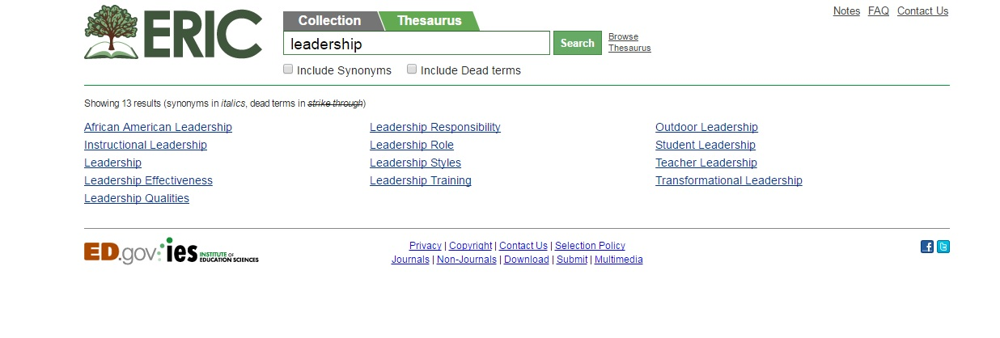 ERIC
Collection
Thesaurus
Notes FAQ Contact Us
leadership
Search
Browse
Thesaurus
Include Synonyms
Include Dead terms
Showing 13 results (synonyms in italics, dead terms in strike through)
African American Leadership
Instructional Leadership
Leadership
Leadership Effectiveness
Leadership Qualities
Leadership Responsibility
Leadership Role
Leadership Styles
Leadership Training
Outdoor Leadership
Student Leadership
Teacher Leadership
Transformational Leadership
ED.gov
ies INSTITUTE OF
EDUCATION SCIENCES
Privacy | Copyright | Contact Us | Selection Policy
Journals | Non-Journals | Download | Submit | Multimedia
f
t